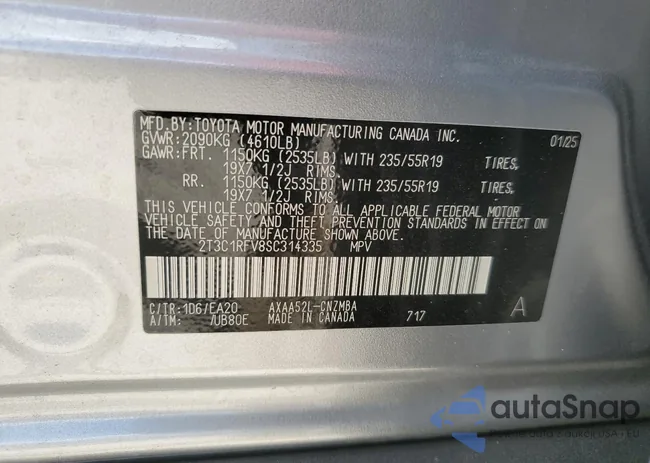 MFD.BY:TOYOTA MOTOR MANUFACTURING CANADA INC. 01/25
GVWR:2090KG (4610LB)
GAWR:FRT. 1150KG (2535LB) WITH 235/55R19 TIRES,
19X7 1/2J RIMS.
RR. 1150KG (2535LB) WITH 235/55R19 TIRES,
19X7 1/2J RIMS.
THIS VEHICLE CONFORMS TO ALL APPLICABLE FEDERAL MOTOR
VEHICLE SAFETY AND THEFT PREVENTION STANDARDS IN EFFECT ON
THE DATE OF MANUFACTURE SHOWN ABOVE.
2T3C1RFV8SC314335 MPV
C/TR:1D6/EA20 AXAA52L-CNZMBA A
A/TM: /UB80E MADE IN CANADA 717
autoSnap